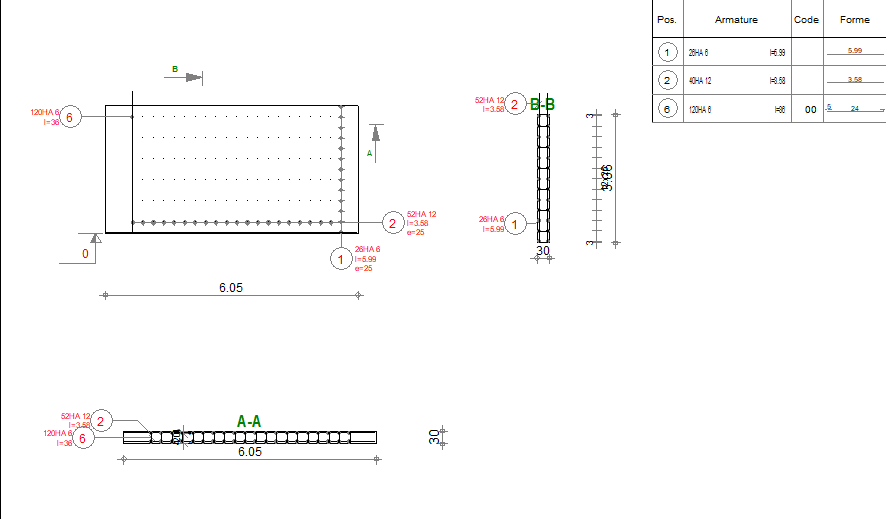 Pos. Armature Code Forme
1 26HA 6 l=5.99 5.99
2 40HA 12 l=3.58 3.58
6 120HA 6 l=36 00 5 24
B
120HA 6
l=36
6
A
52HA 12
l=3.58
e=25
2
26HA 6
l=5.99
e=25
1
0
6.05
B-B
52HA 12
l=3.58
2
26HA 6
l=5.99
1
30
3
3
A-A
52HA 12
l=3.58
2
120HA 6
l=36
6
6.05
30